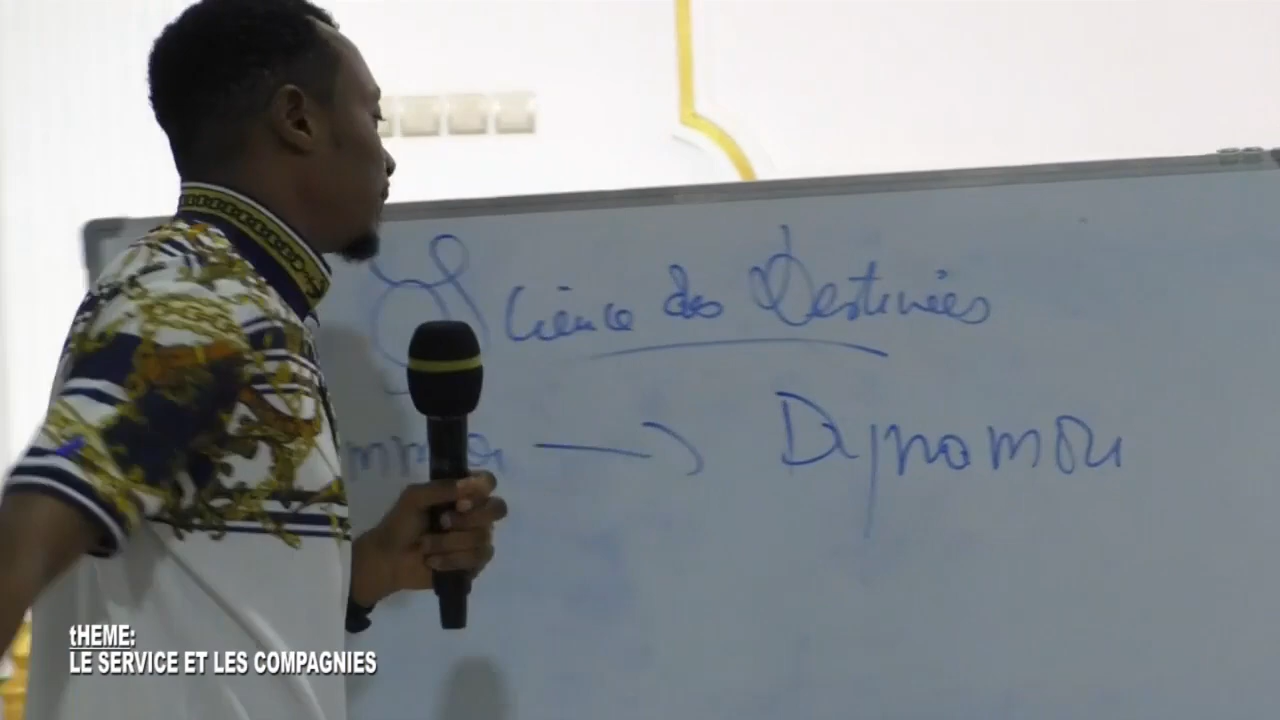 Science des Destinées
→ Dynamou
tHEME:
LE SERVICE ET LES COMPAGNIES